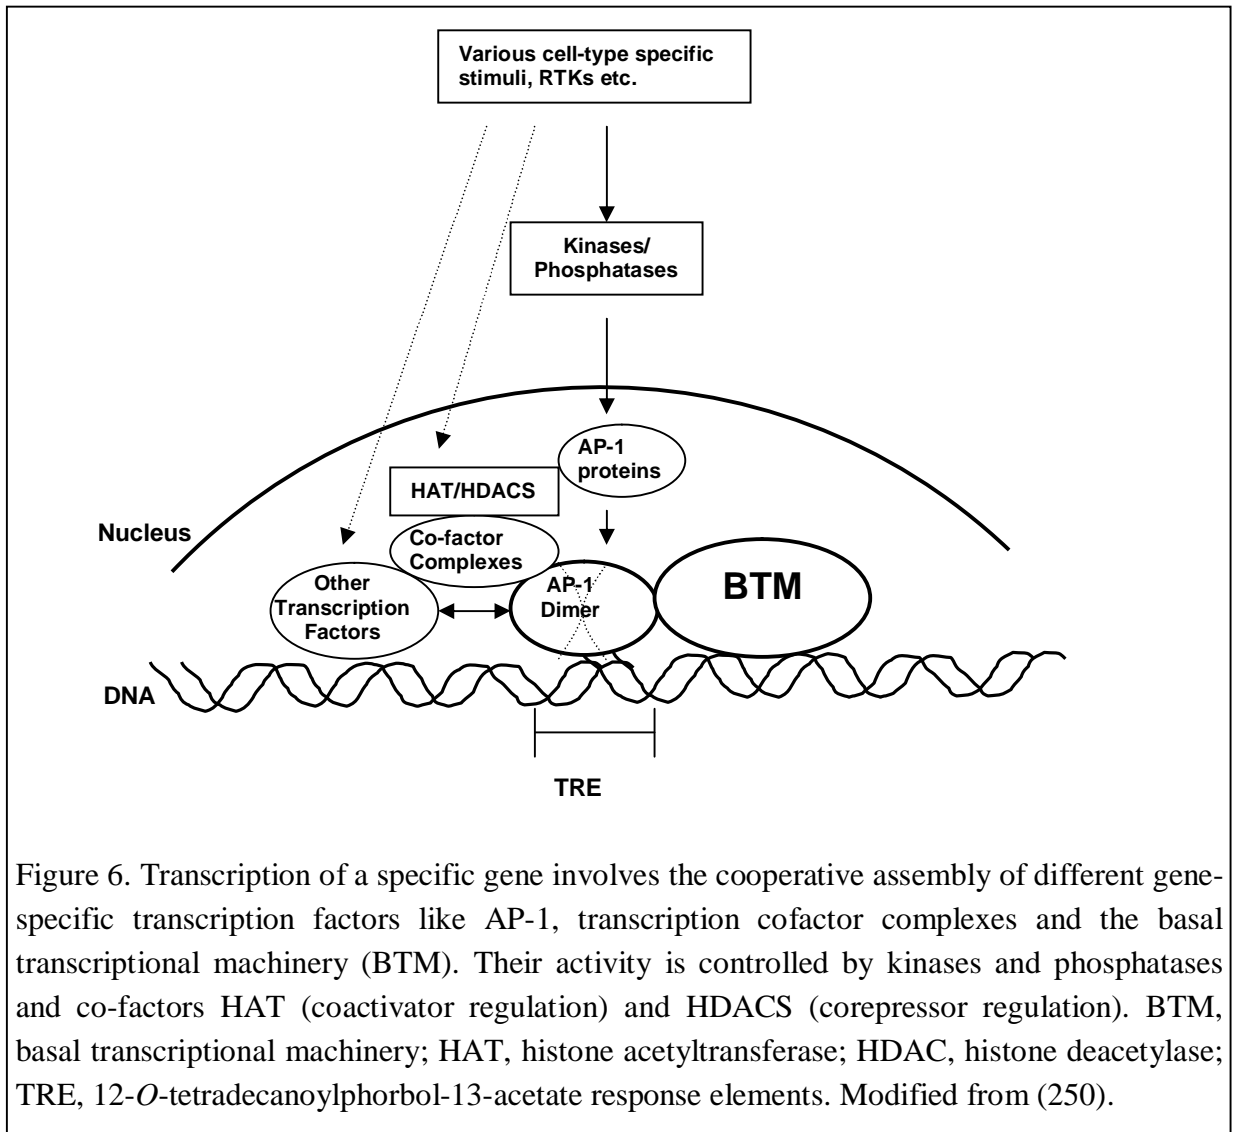 Various cell-type specific
stimuli, RTKs etc.
Kinases/
Phosphatases
AP-1
proteins
HAT/HDACS
Nucleus
Co-factor
Complexes
Other
Transcription
Factors
AP-1
Dimer
BTM
DNA
TRE
Figure 6. Transcription of a specific gene involves the cooperative assembly of different gene-
specific transcription factors like AP-1, transcription cofactor complexes and the basal
transcriptional machinery (BTM). Their activity is controlled by kinases and phosphatases
and co-factors HAT (coactivator regulation) and HDACS (corepressor regulation). BTM,
basal transcriptional machinery; HAT, histone acetyltransferase; HDAC, histone deacetylase;
TRE, 12-O-tetradecanoylphorbol-13-acetate response elements. Modified from (250).